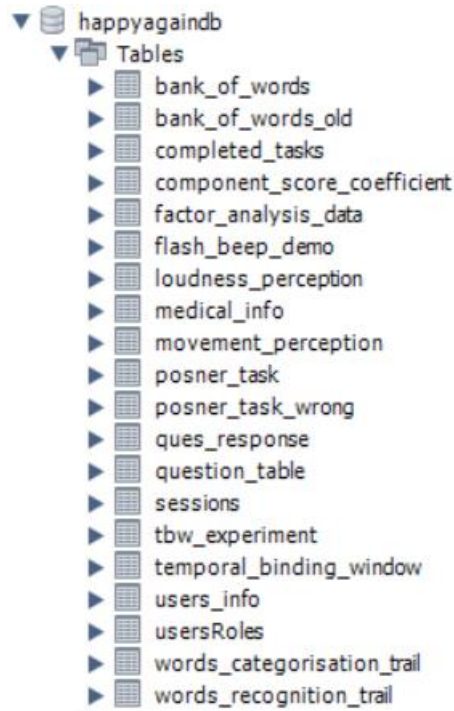 happyagaindb
Tables
bank_of_words
bank_of_words_old
completed_tasks
component_score_coefficient
factor_analysis_data
flash_beep_demo
loudness_perception
medical_info
movement_perception
posner_task
posner_task_wrong
ques_response
question_table
sessions
tbw_experiment
temporal_binding_window
users_info
usersRoles
words_categorisation_trail
words_recognition_trail